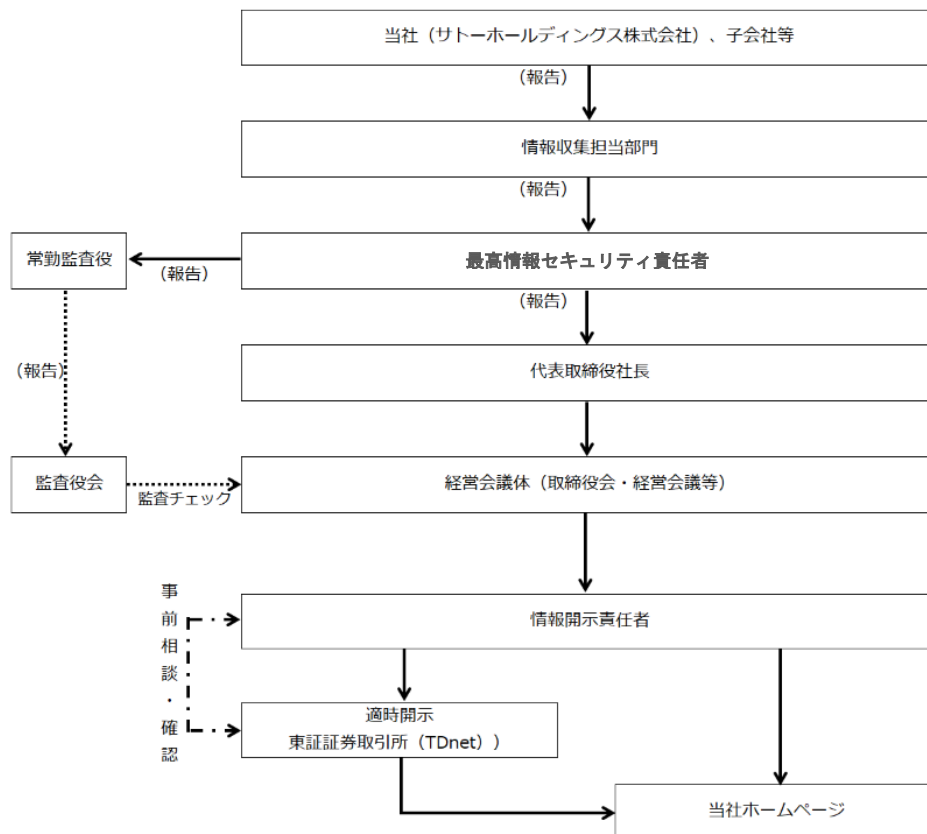 当社（サトーホールディングス株式会社）、子会社等
（報告）
情報収集担当部門
（報告）
常勤監査役
最高情報セキュリティ責任者
（報告）
（報告）
代表取締役社長
（報告）
監査役会
監査チェック
経営会議体（取締役会・経営会議等）
事前相談・確認
情報開示責任者
適時開示
東証証券取引所（TDnet））
当社ホームページ